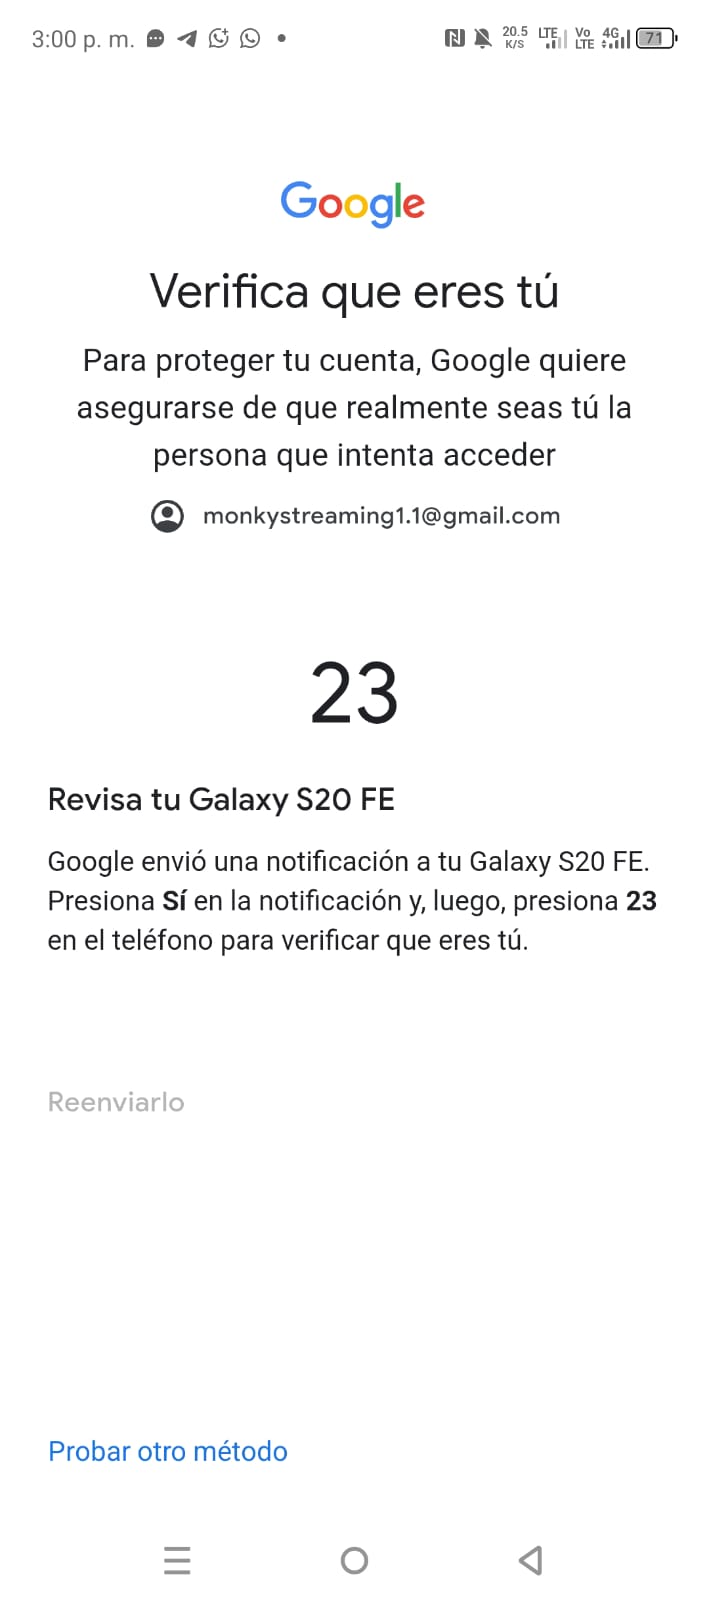 3:00 p. m.
20.5 K/S LTE Vo LTE 4G 71
Google
Verifica que eres tú
Para proteger tu cuenta, Google quiere
asegurarse de que realmente seas tú la
persona que intenta acceder
monkystreaming1.1@gmail.com
23
Revisa tu Galaxy S20 FE
Google envió una notificación a tu Galaxy S20 FE.
Presiona Sí en la notificación y, luego, presiona 23
en el teléfono para verificar que eres tú.
Reenviarlo
Probar otro método